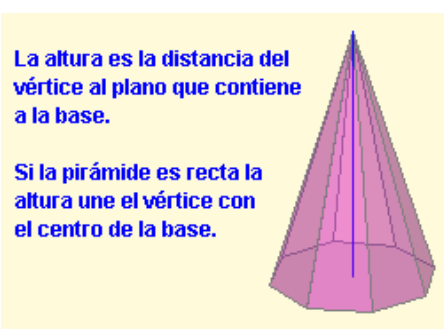 La altura es la distancia del
vértice al plano que contiene
a la base.
Si la pirámide es recta la
altura une el vértice con
el centro de la base.